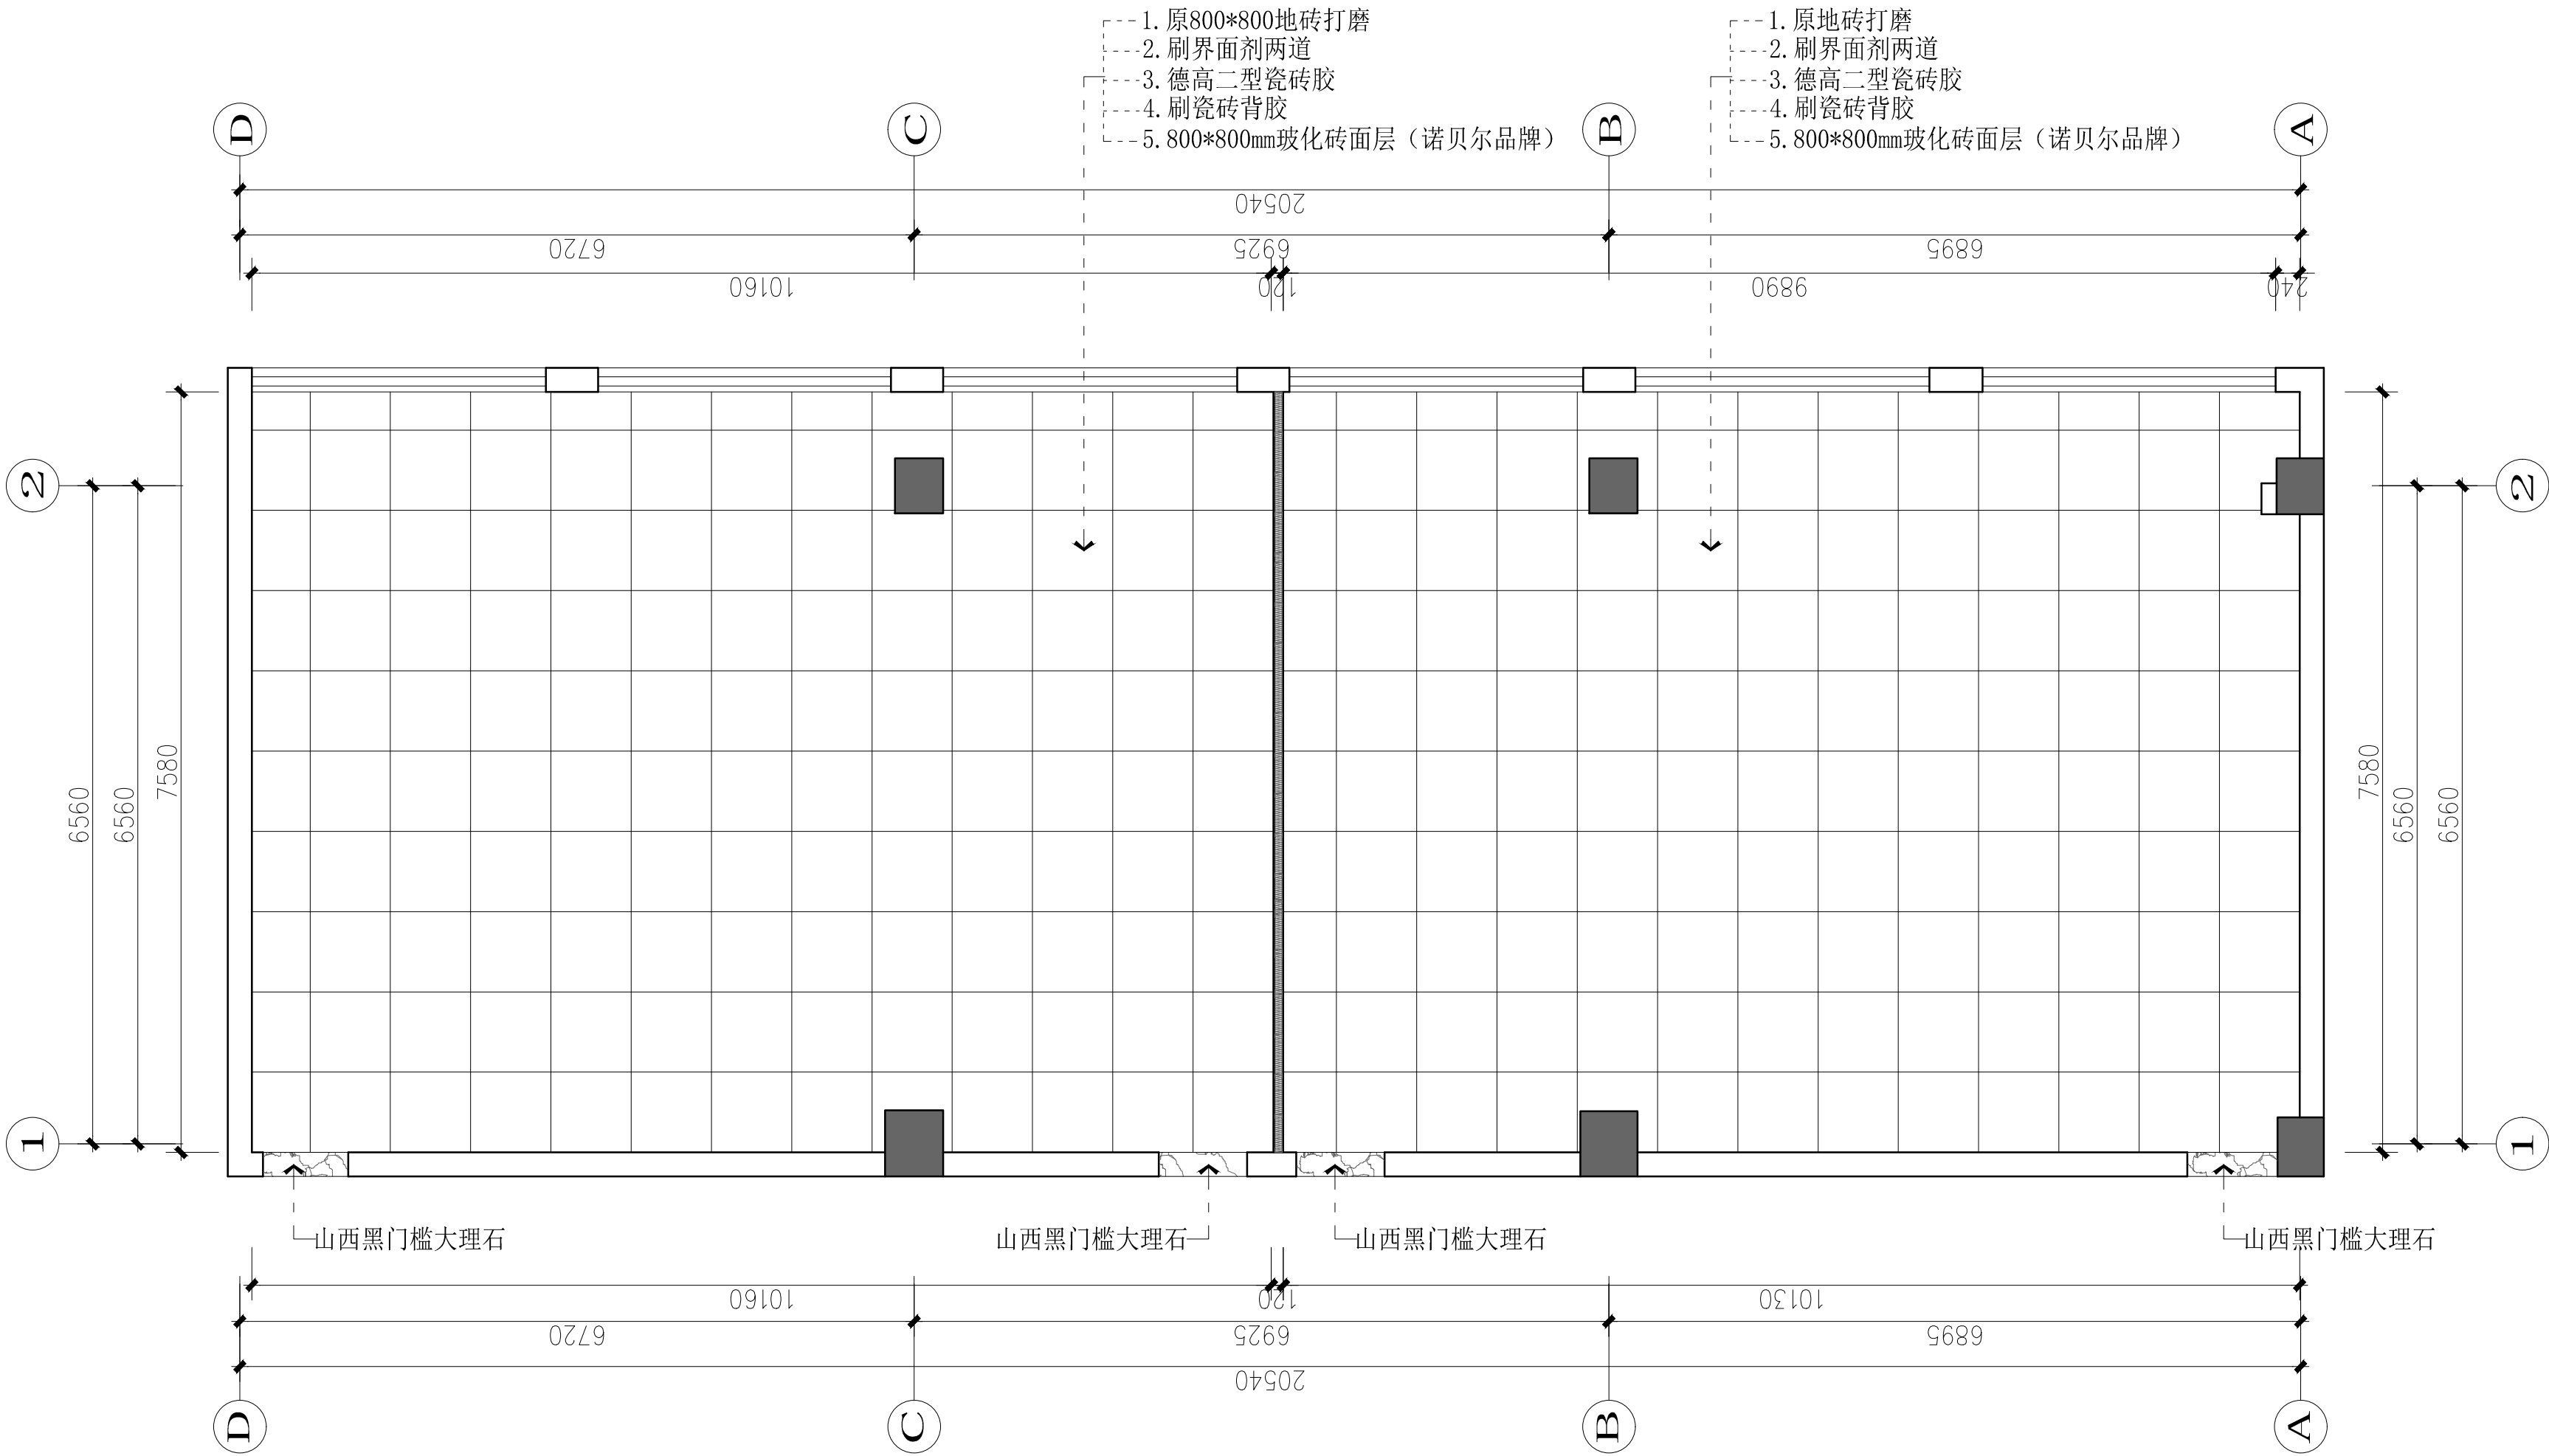 1.原800*800地砖打磨
2.刷界面剂两道
3.德高二型瓷砖胶
4.刷瓷砖背胶
5.800*800mm玻化砖面层（诺贝尔品牌）
1.原地砖打磨
2.刷界面剂两道
3.德高二型瓷砖胶
4.刷瓷砖背胶
5.800*800mm玻化砖面层（诺贝尔品牌）
D
C
B
A
20540
6720
6925
6895
10160
120
9890
240
2
2
7580
6560
6560
7580
6560
6560
1
1
山西黑门槛大理石
山西黑门槛大理石
山西黑门槛大理石
山西黑门槛大理石
10160
120
10130
6720
6925
6895
20540
D
C
B
A